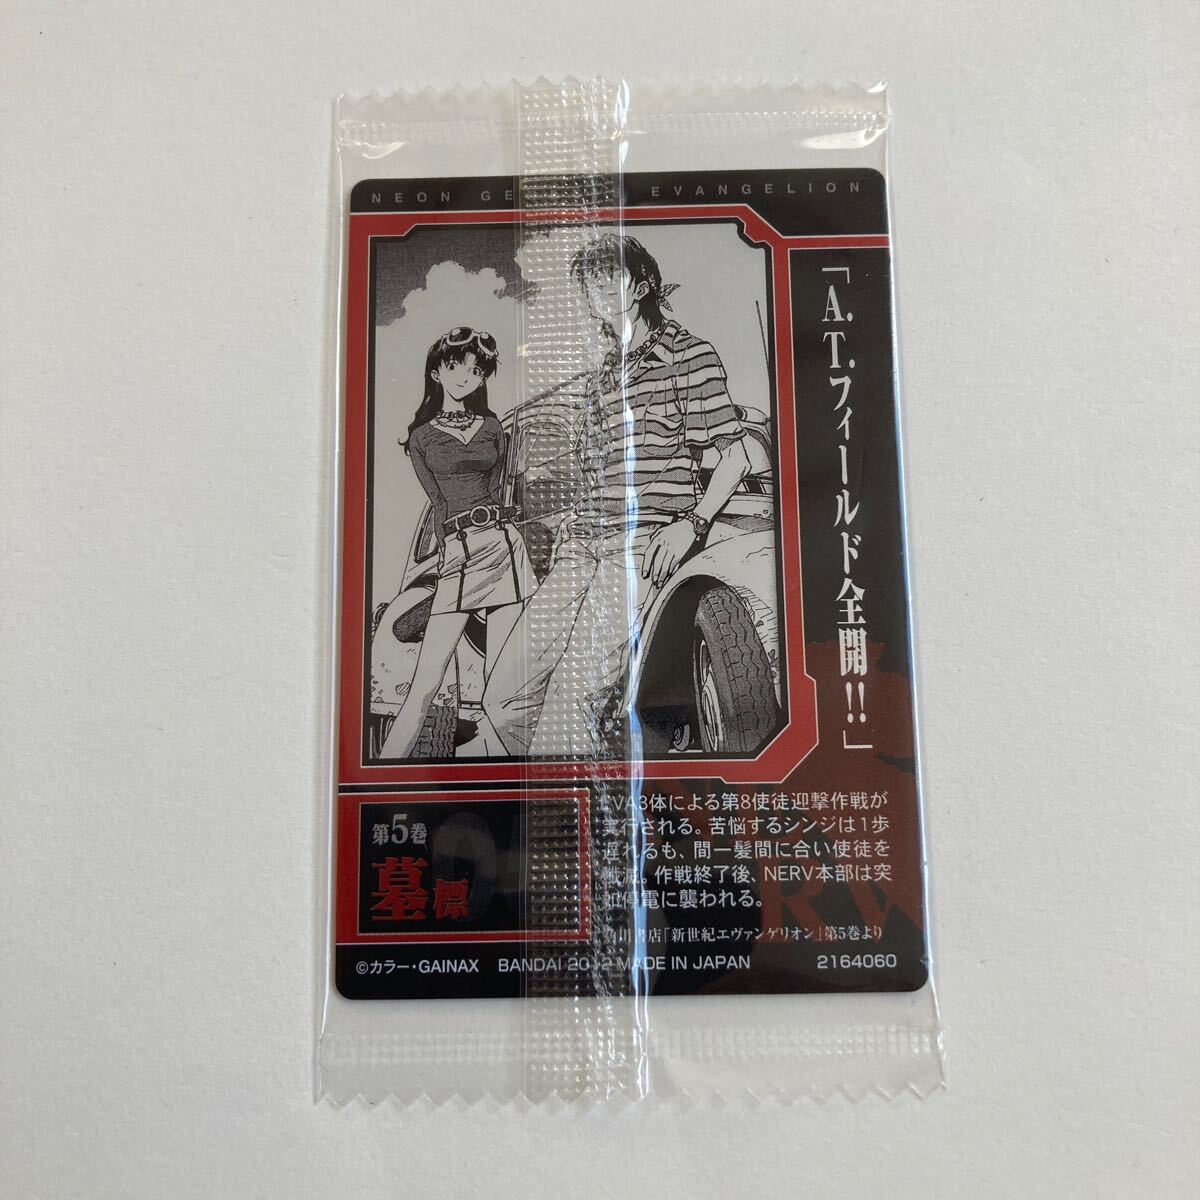 NEON GE EVANGELION
「A.T.フィールド全開!!」
第5巻
墓標
EVA3体による第8使徒迎撃作戦が
実行される。苦悩するシンジは1歩
遅れるも、間一髪間に合い使徒を
殲滅。作戦終了後、NERV本部は突
如停電に襲われる。
角川書店「新世紀エヴァンゲリオン」第5巻より
©カラー・GAINAX BANDAI 2012 MADE IN JAPAN 2164060